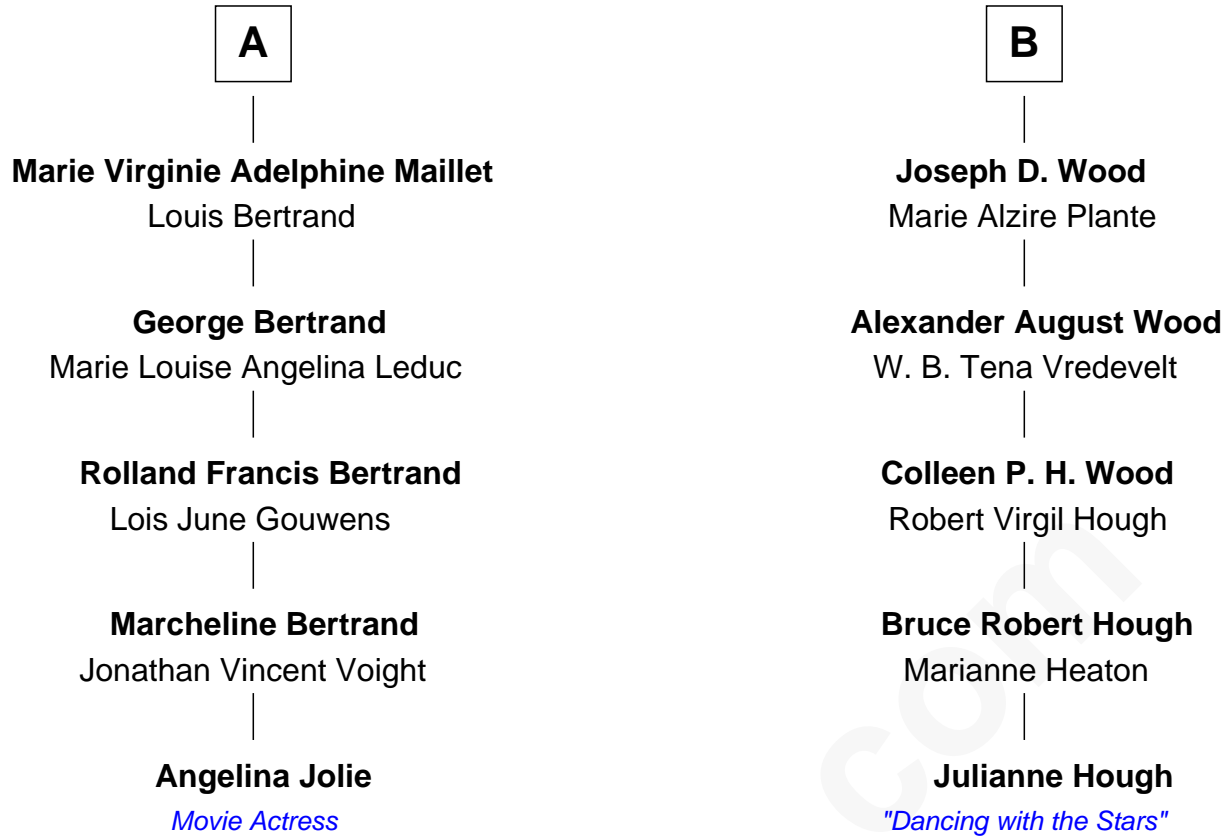 A
Marie Virginie Adelphine Maillet
Louis Bertrand
George Bertrand
Marie Louise Angelina Leduc
Rolland Francis Bertrand
Lois June Gouwens
Marcheline Bertrand
Jonathan Vincent Voight
Angelina Jolie
Movie Actress
B
Joseph D. Wood
Marie Alzire Plante
Alexander August Wood
W. B. Tena Vredevelt
Colleen P. H. Wood
Robert Virgil Hough
Bruce Robert Hough
Marianne Heaton
Julianne Hough
"Dancing with the Stars"
com